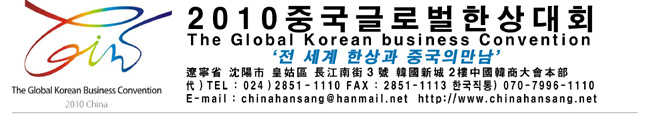 The Global Korean Business Convention
2010 China
2010중국글로벌한상대회
The Global Korean business Convention
‘전 세계 한상과 중국의만남’
遼寧省 沈陽市 皇姑區 長江南街3號 韓國新城2樓中國韓商大會本部
代)TEL : 024)2851-1110 FAX : 2851-1113 한국직통) 070-7996-1110
E-mail : chinahansang@hanmail.net http://www.chinahansang.net